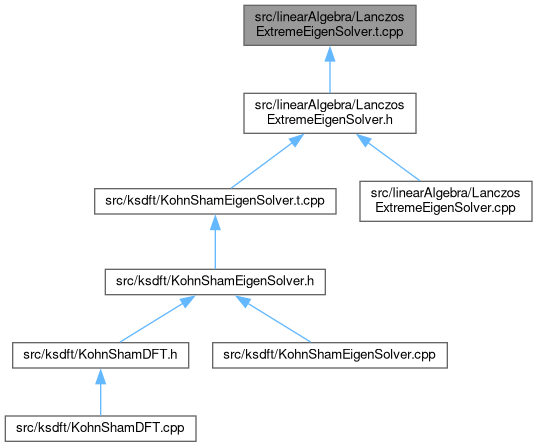 src/linearAlgebra/Lanczos
ExtremeEigenSolver.t.cpp
src/linearAlgebra/Lanczos
ExtremeEigenSolver.h
src/ksdft/KohnShamEigenSolver.t.cpp
src/linearAlgebra/Lanczos
ExtremeEigenSolver.cpp
src/ksdft/KohnShamEigenSolver.h
src/ksdft/KohnShamDFT.h
src/ksdft/KohnShamEigenSolver.cpp
src/ksdft/KohnShamDFT.cpp